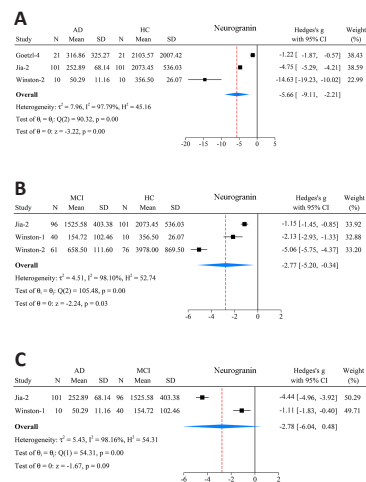 A
Neurogranin
AD HC Hedges's g Weight
Study N Mean SD N Mean SD with 95% CI (%)
Goetzl-4 21 316.86 325.27 21 2103.57 2007.42 -1.22 [ -1.87, -0.57] 42.43
Jia-2 101 252.89 68.14 101 2073.45 536.03 -4.75 [ -5.29, -4.21] 38.59
Winston-2 10 50.29 11.16 10 356.50 26.07 -14.63 [-19.23, -10.02] 22.99
Overall -5.66 [ -9.11, -2.21]
Heterogeneity: τ² = 7.96, I² = 97.79%, H² = 45.16
Test of θᵢ = θⱼ: Q(2) = 90.32, p = 0.00
Test of θ = 0: z = -3.22, p = 0.00
-20 -15 -10 -5 0
B
Neurogranin
MCI HC Hedges's g Weight
Study N Mean SD N Mean SD with 95% CI (%)
Jia-2 96 1525.58 403.38 101 2073.45 536.03 -1.15 [-1.45, -0.85] 33.92
Winston-1 40 154.72 102.46 10 356.50 26.07 -2.13 [-2.93, -1.33] 32.88
Winston-2 61 658.50 111.60 76 3978.00 869.50 -5.06 [-5.75, -4.37] 33.20
Overall -2.77 [-5.20, -0.34]
Heterogeneity: τ² = 4.51, I² = 98.10%, H² = 52.74
Test of θᵢ = θⱼ: Q(2) = 105.48, p = 0.00
Test of θ = 0: z = -2.24, p = 0.03
-6 -4 -2 0 2
C
Neurogranin
AD MCI Hedges's g Weight
Study N Mean SD N Mean SD with 95% CI (%)
Jia-2 101 252.89 68.14 96 1525.58 403.38 -4.44 [-4.96, -3.92] 50.29
Winston-1 10 50.29 11.16 40 154.72 102.46 -1.11 [-1.83, -0.40] 49.71
Overall -2.78 [-6.04, 0.48]
Heterogeneity: τ² = 5.43, I² = 98.16%, H² = 54.31
Test of θᵢ = θⱼ: Q(1) = 54.31, p = 0.00
Test of θ = 0: z = -1.67, p = 0.09
-6 -4 -2 0